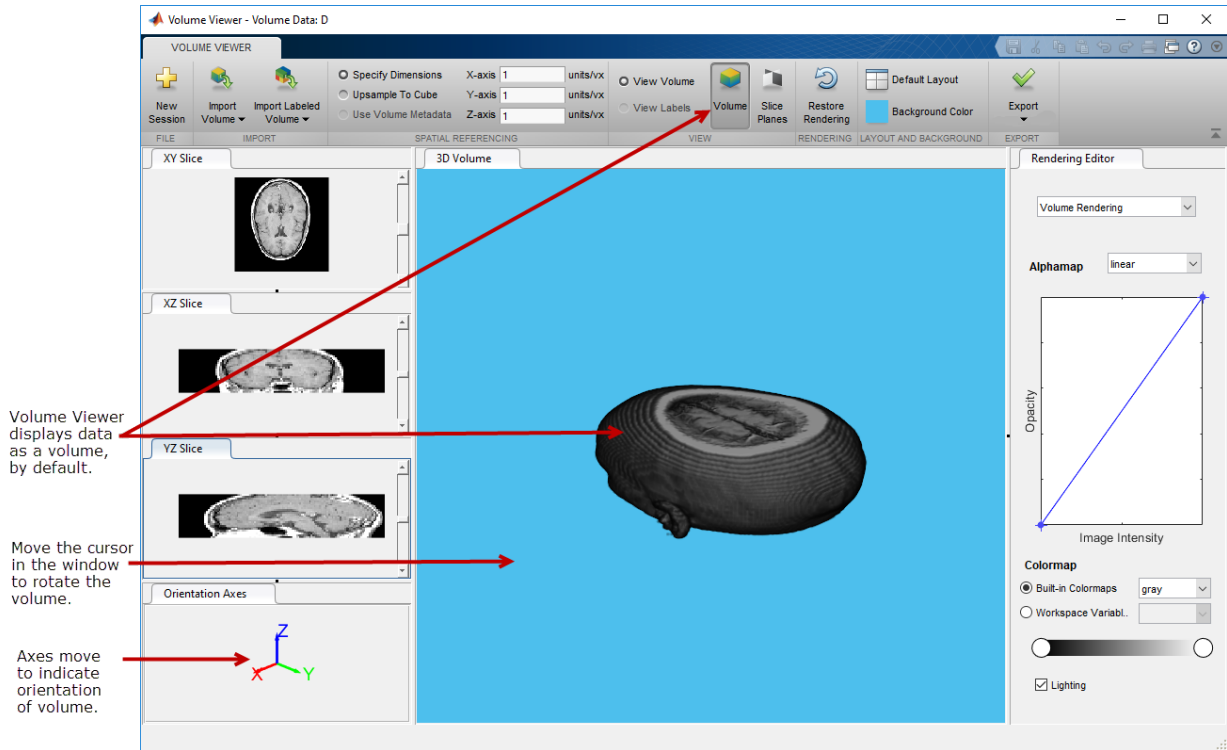 Volume Viewer - Volume Data: D
VOLUME VIEWER
New Session
Import Volume
Import Labeled Volume
Specify Dimensions
Upsample To Cube
Use Volume Metadata
X-axis 1 units/vx
Y-axis 1 units/vx
Z-axis 1 units/vx
View Volume
View Labels
Volume
Slice Planes
Restore Rendering
Default Layout
Background Color
Export
FILE
IMPORT
SPATIAL REFERENCING
VIEW
RENDERING
LAYOUT AND BACKGROUND
EXPORT
XY Slice
XZ Slice
YZ Slice
Orientation Axes
Z
X
Y
3D Volume
Rendering Editor
Volume Rendering
Alphamap
linear
Opacity
Image Intensity
Colormap
Built-in Colormaps
gray
Workspace Variabl..
Lighting
Volume Viewer
displays data
as a volume,
by default.
Move the cursor
in the window
to rotate the
volume.
Axes move
to indicate
orientation
of volume.